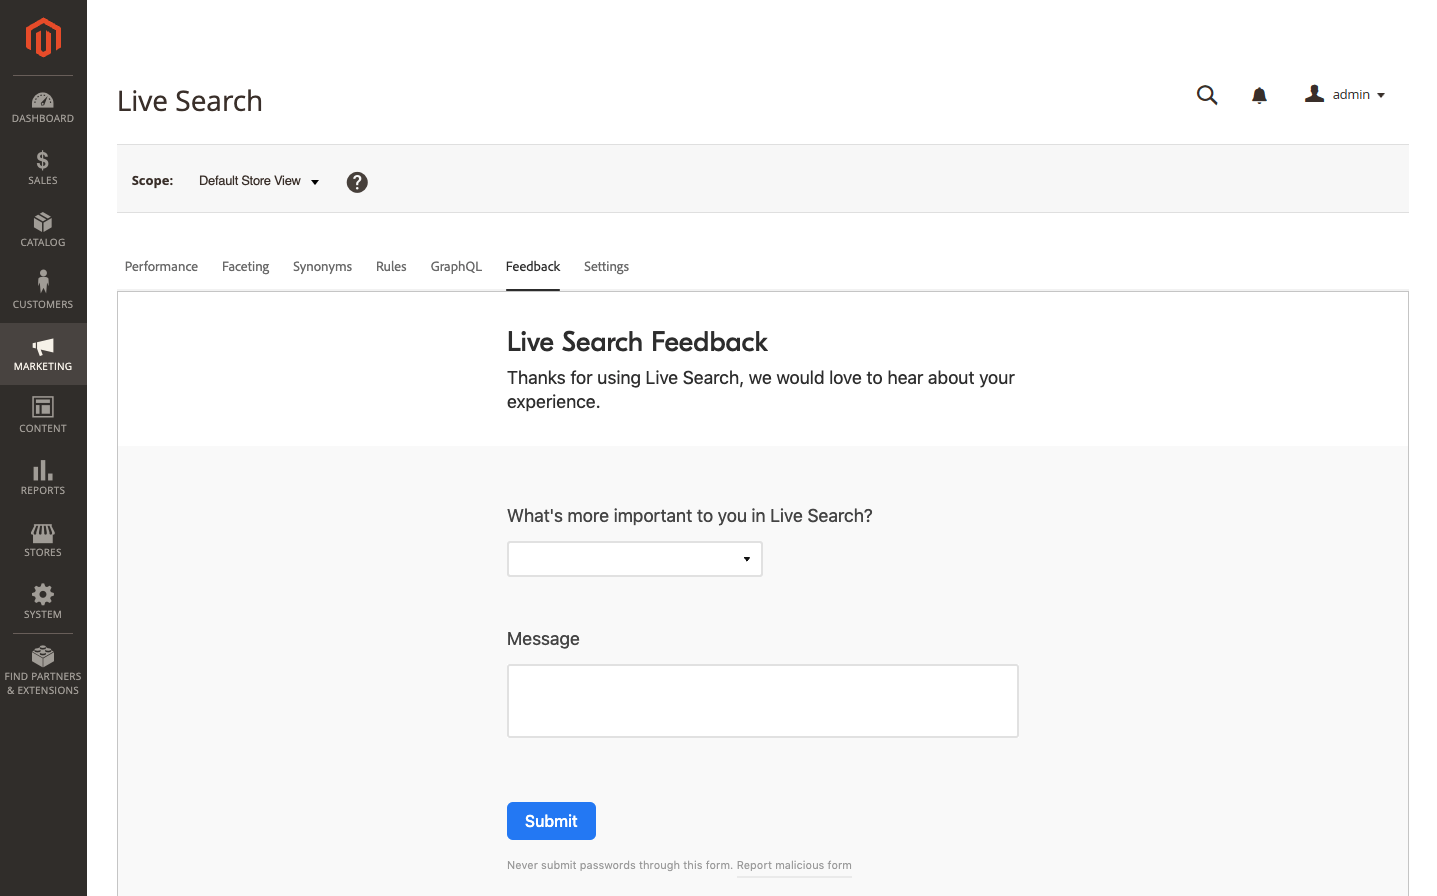 DASHBOARD
SALES
CATALOG
CUSTOMERS
MARKETING
CONTENT
REPORTS
STORES
SYSTEM
FIND PARTNERS
& EXTENSIONS
Live Search
admin
Scope: Default Store View ?
Performance Faceting Synonyms Rules GraphQL Feedback Settings
Live Search Feedback
Thanks for using Live Search, we would love to hear about your
experience.
What's more important to you in Live Search?
Message
Submit
Never submit passwords through this form. Report malicious form